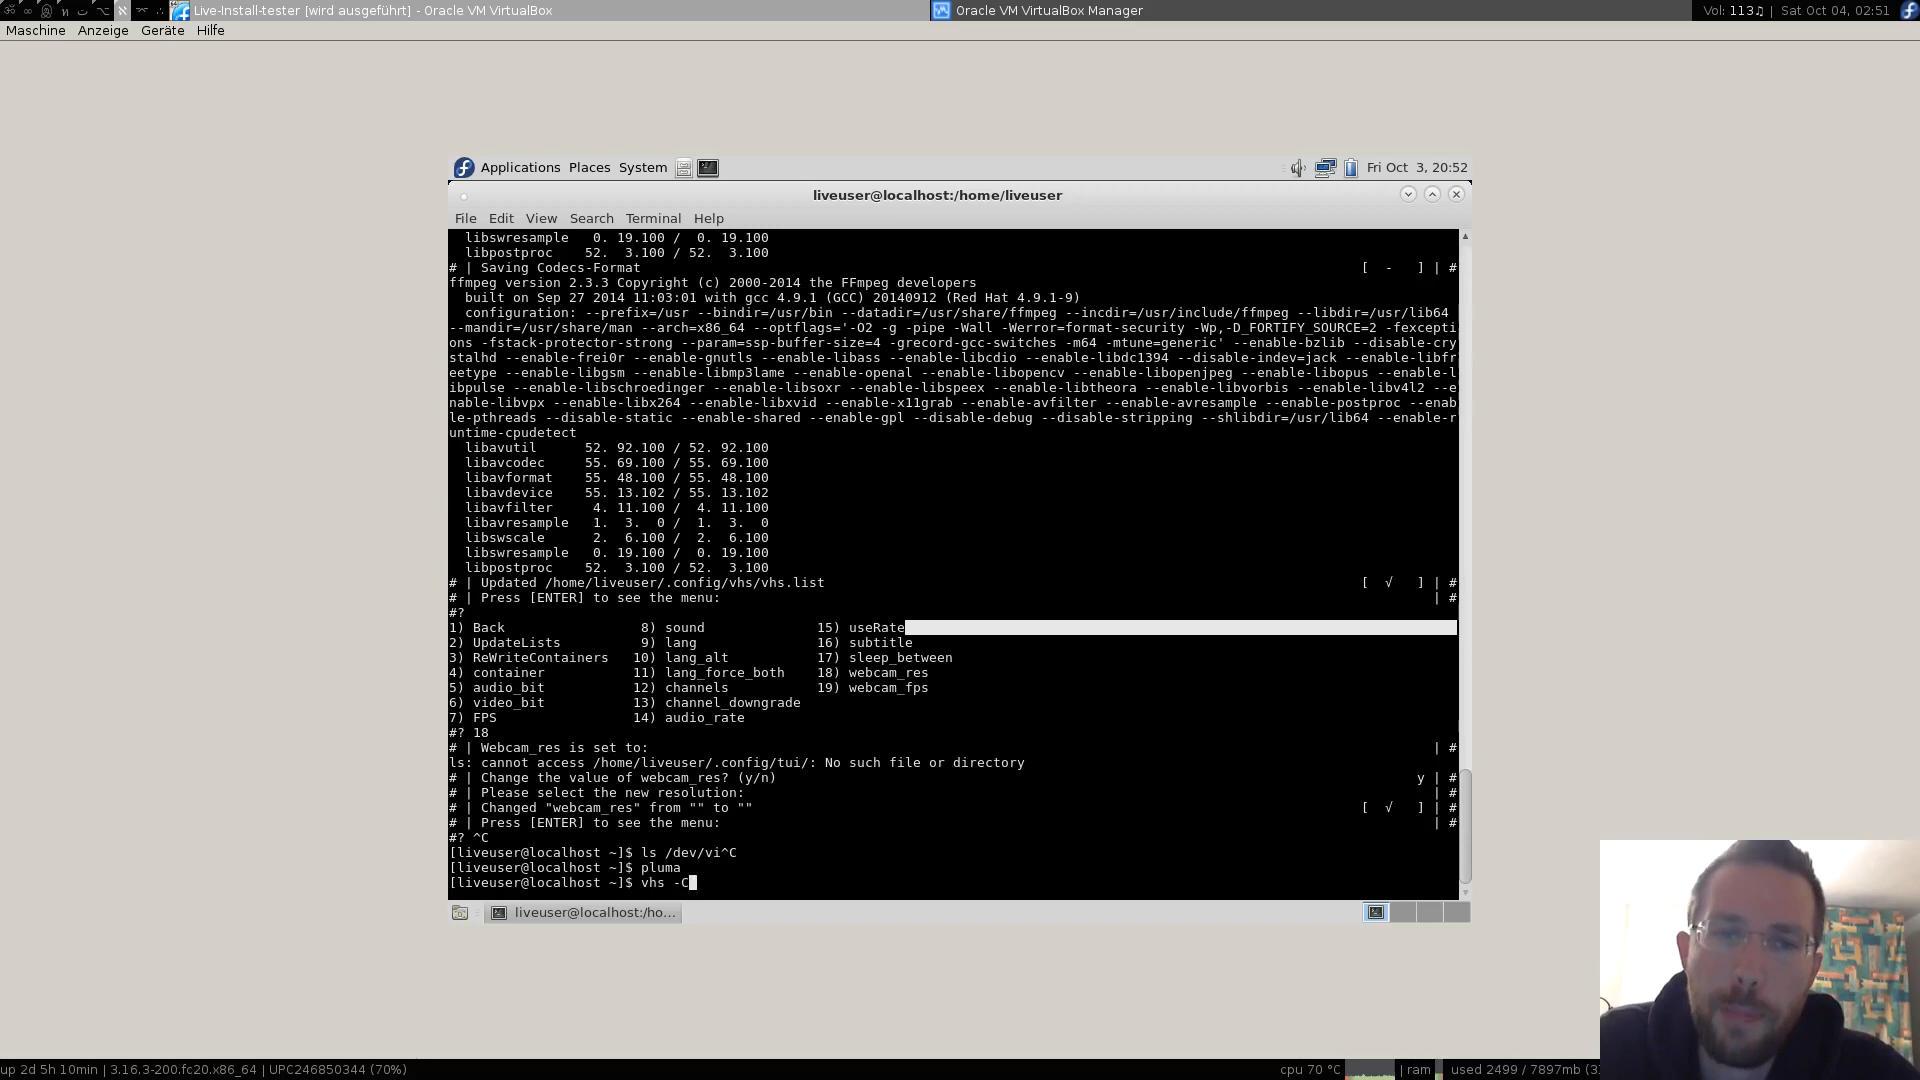 Live-Install-tester [wird ausgeführt] - Oracle VM VirtualBox
Oracle VM VirtualBox Manager
Vol: 113♫ | Sat Oct 04, 02:51
Maschine Anzeige Geräte Hilfe
Applications Places System
Fri Oct 3, 20:52
liveuser@localhost:/home/liveuser
File Edit View Search Terminal Help
libswresample 0. 19.100 / 0. 19.100
libpostproc 52. 3.100 / 52. 3.100
# | Saving Codecs-Format [ - ] | #
ffmpeg version 2.3.3 Copyright (c) 2000-2014 the FFmpeg developers
built on Sep 27 2014 11:03:01 with gcc 4.9.1 (GCC) 20140912 (Red Hat 4.9.1-9)
configuration: --prefix=/usr --bindir=/usr/bin --datadir=/usr/share/ffmpeg --incdir=/usr/include/ffmpeg --libdir=/usr/lib64
--mandir=/usr/share/man --arch=x86_64 --optflags='-O2 -g -pipe -Wall -Werror=format-security -Wp,-D_FORTIFY_SOURCE=2 -fexcepti
ons -fstack-protector-strong --param=ssp-buffer-size=4 -grecord-gcc-switches -m64 -mtune=generic' --enable-bzlib --disable-cry
stalhd --enable-frei0r --enable-gnutls --enable-libass --enable-libcdio --enable-libdc1394 --disable-indev=jack --enable-libfr
eetype --enable-libgsm --enable-libmp3lame --enable-openal --enable-libopencv --enable-libopenjpeg --enable-libopus --enable-l
ibpulse --enable-libschroedinger --enable-libsoxr --enable-libspeex --enable-libtheora --enable-libvorbis --enable-libv4l2 --e
nable-libvpx --enable-libx264 --enable-libxvid --enable-x11grab --enable-avfilter --enable-avresample --enable-postproc --enab
le-pthreads --disable-static --enable-shared --enable-gpl --disable-debug --disable-stripping --shlibdir=/usr/lib64 --enable-r
untime-cpudetect
libavutil 52. 92.100 / 52. 92.100
libavcodec 55. 69.100 / 55. 69.100
libavformat 55. 48.100 / 55. 48.100
libavdevice 55. 13.102 / 55. 13.102
libavfilter 4. 11.100 / 4. 11.100
libavresample 1. 3. 0 / 1. 3. 0
libswscale 2. 6.100 / 2. 6.100
libswresample 0. 19.100 / 0. 19.100
libpostproc 52. 3.100 / 52. 3.100
# | Updated /home/liveuser/.config/vhs/vhs.list [ √ ] | #
# | Press [ENTER] to see the menu: | #
#?
1) Back 8) sound 15) useRate
2) UpdateLists 9) lang 16) subtitle
3) ReWriteContainers 10) lang_alt 17) sleep_between
4) container 11) lang_force_both 18) webcam_res
5) audio_bit 12) channels 19) webcam_fps
6) video_bit 13) channel_downgrade
7) FPS 14) audio_rate
#? 18
# | Webcam_res is set to: | #
ls: cannot access /home/liveuser/.config/tui/: No such file or directory
# | Change the value of webcam_res? (y/n) y | #
# | Please select the new resolution: | #
# | Changed "webcam_res" from "" to "" [ √ ] | #
# | Press [ENTER] to see the menu: | #
#? ^C
[liveuser@localhost ~]$ ls /dev/vi^C
[liveuser@localhost ~]$ pluma
[liveuser@localhost ~]$ vhs -C
liveuser@localhost:/ho...
up 2d 5h 10min | 3.16.3-200.fc20.x86_64 | UPC246850344 (70%)
cpu 70 °C | ram used 2499 / 7897mb